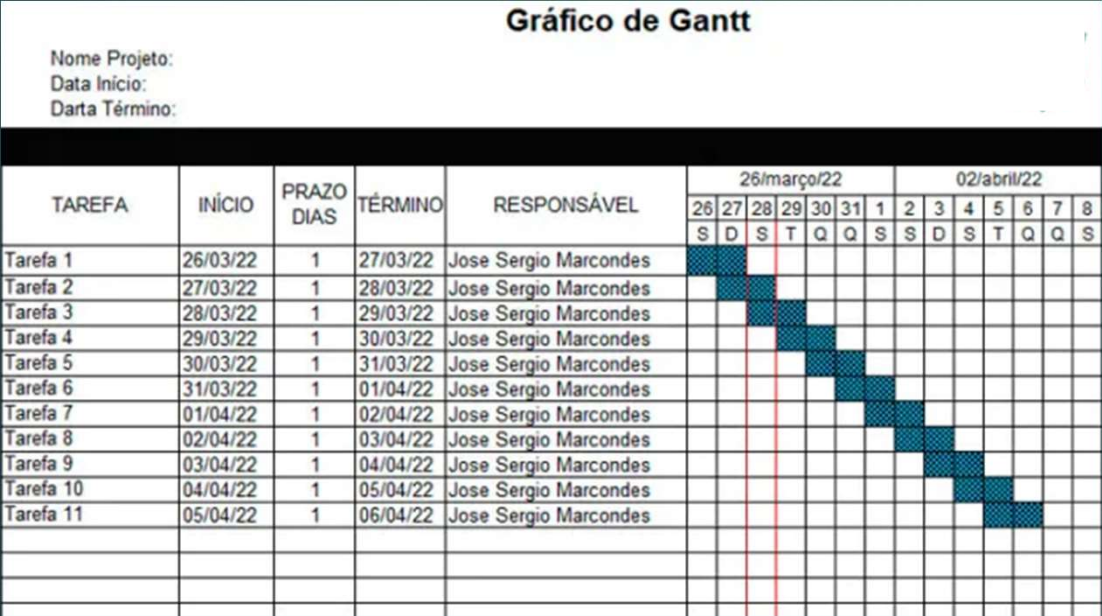 Gráfico de Gantt
Nome Projeto:
Data Início:
Darta Término:
TAREFA INÍCIO PRAZO DIAS TÉRMINO RESPONSÁVEL 26/março/22 02/abril/22
26 27 28 29 30 31 1 2 3 4 5 6 7 8
S D S T Q Q S S D S T Q Q S
Tarefa 1 26/03/22 1 27/03/22 Jose Sergio Marcondes
Tarefa 2 27/03/22 1 28/03/22 Jose Sergio Marcondes
Tarefa 3 28/03/22 1 29/03/22 Jose Sergio Marcondes
Tarefa 4 29/03/22 1 30/03/22 Jose Sergio Marcondes
Tarefa 5 30/03/22 1 31/03/22 Jose Sergio Marcondes
Tarefa 6 31/03/22 1 01/04/22 Jose Sergio Marcondes
Tarefa 7 01/04/22 1 02/04/22 Jose Sergio Marcondes
Tarefa 8 02/04/22 1 03/04/22 Jose Sergio Marcondes
Tarefa 9 03/04/22 1 04/04/22 Jose Sergio Marcondes
Tarefa 10 04/04/22 1 05/04/22 Jose Sergio Marcondes
Tarefa 11 05/04/22 1 06/04/22 Jose Sergio Marcondes